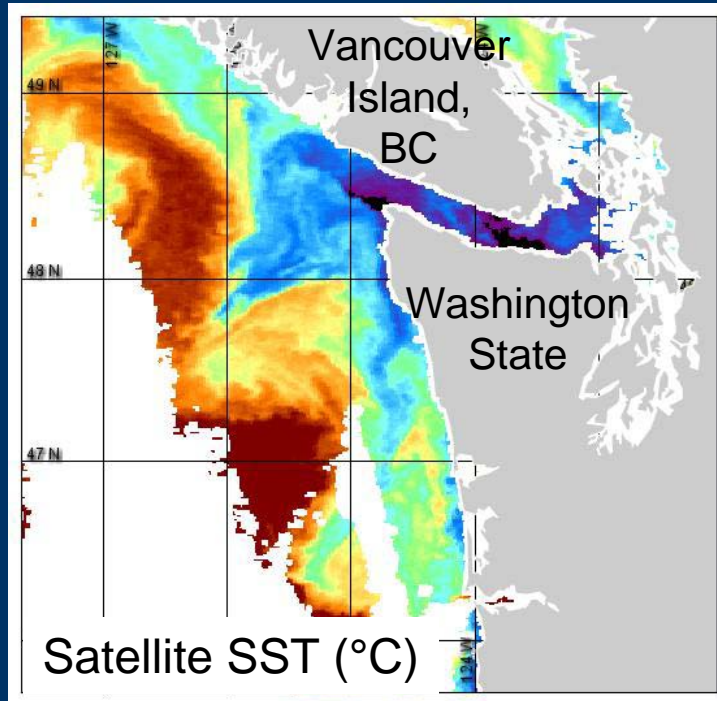 Vancouver
Island,
BC
127 W
49 N
48 N
Washington
State
47 N
Satellite SST (°C)
124 W